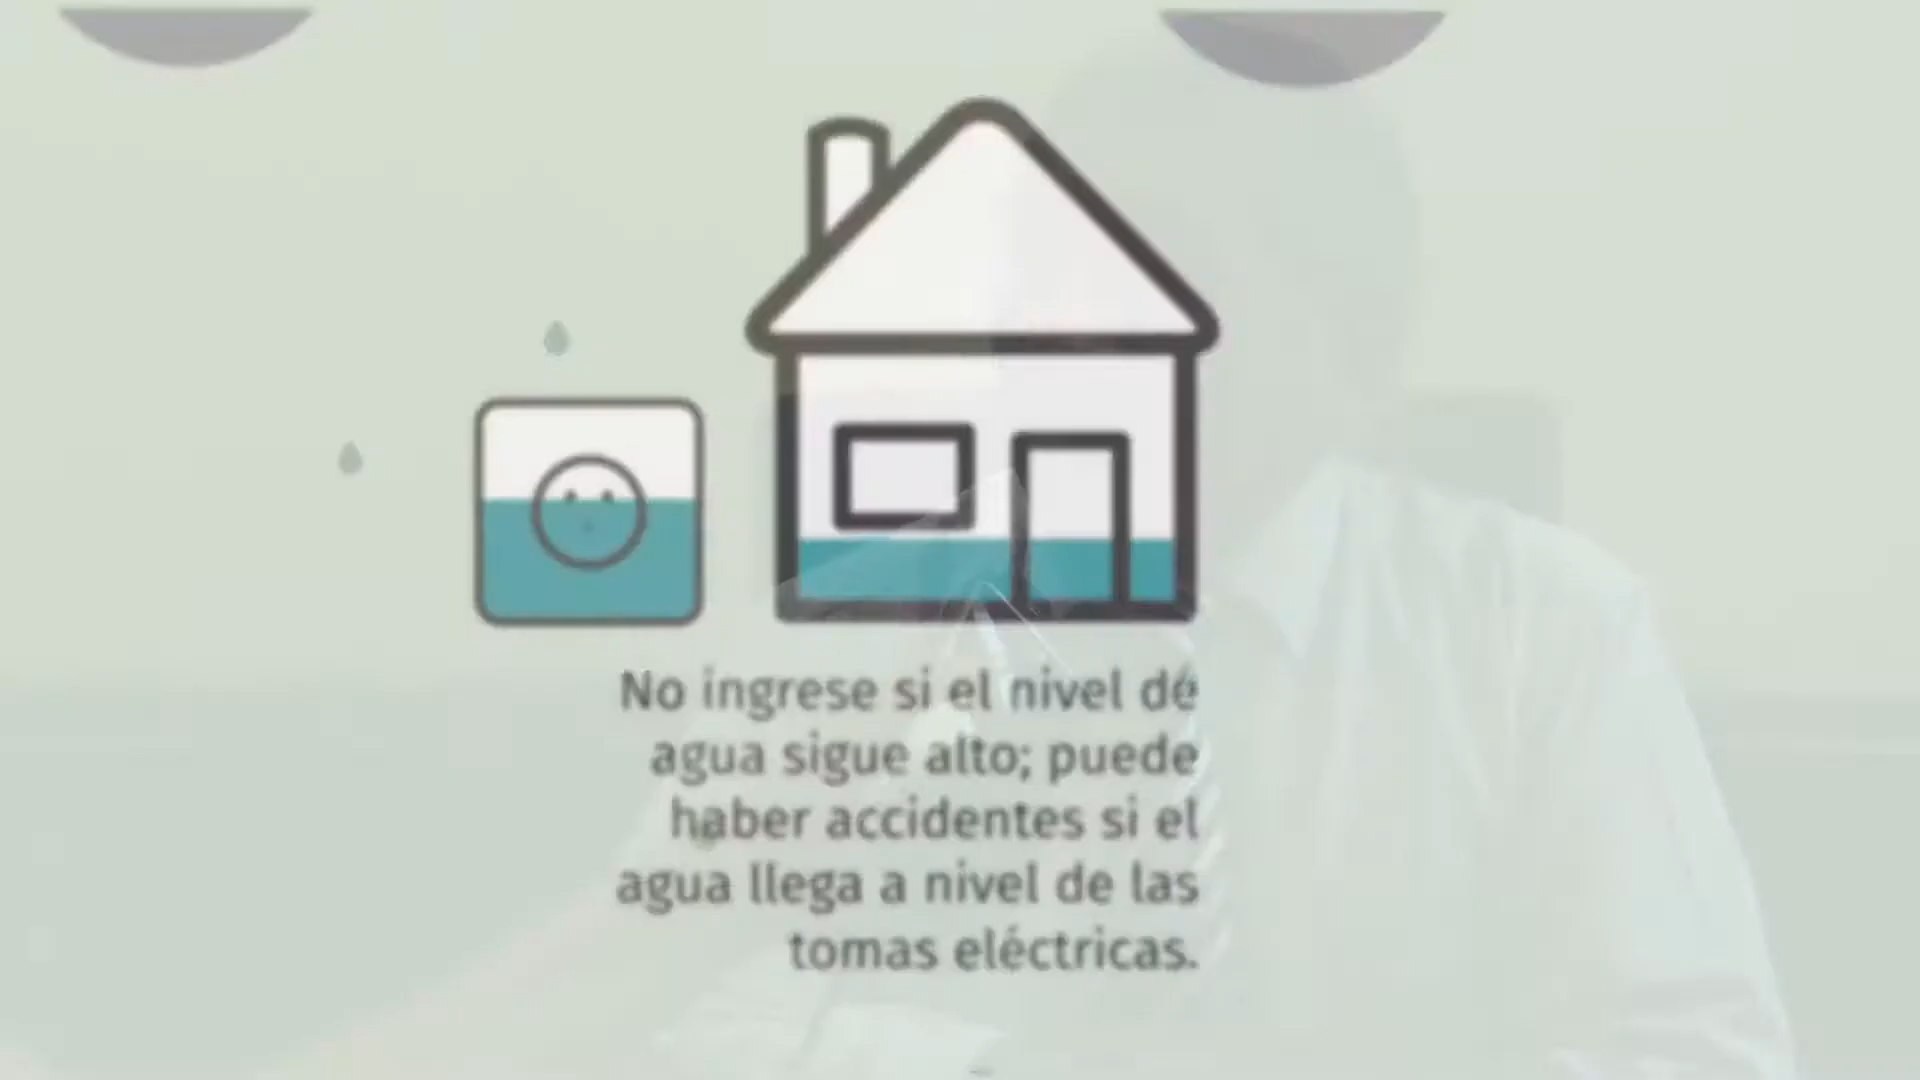 No ingrese si el nivel de
agua sigue alto; puede
haber accidentes si el
agua llega a nivel de las
tomas eléctricas.